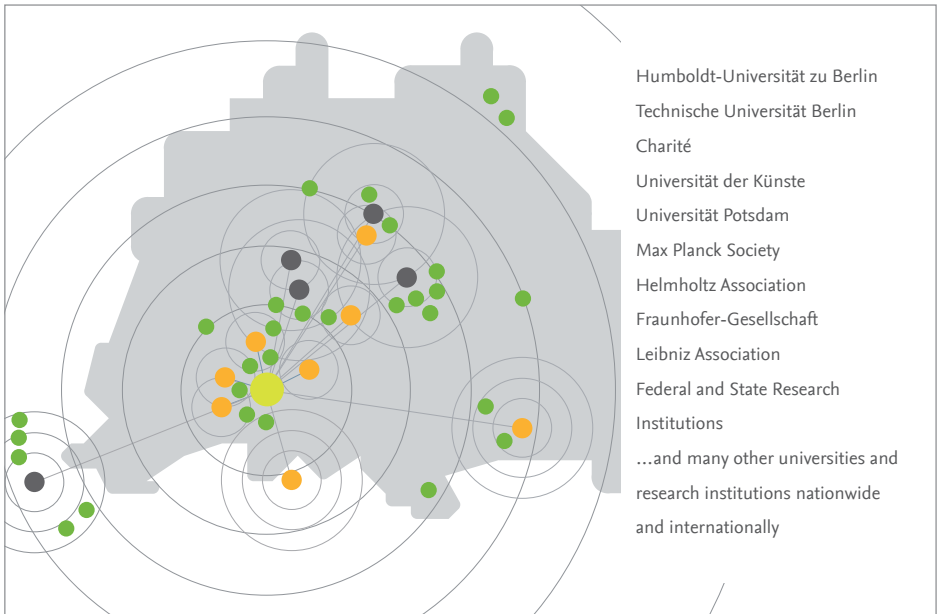 Humboldt-Universität zu Berlin
Technische Universität Berlin
Charité
Universität der Künste
Universität Potsdam
Max Planck Society
Helmholtz Association
Fraunhofer-Gesellschaft
Leibniz Association
Federal and State Research
Institutions
...and many other universities and
research institutions nationwide
and internationally